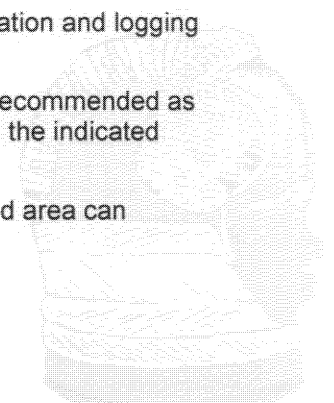 ation and logging
ecommended as
the indicated
d area can